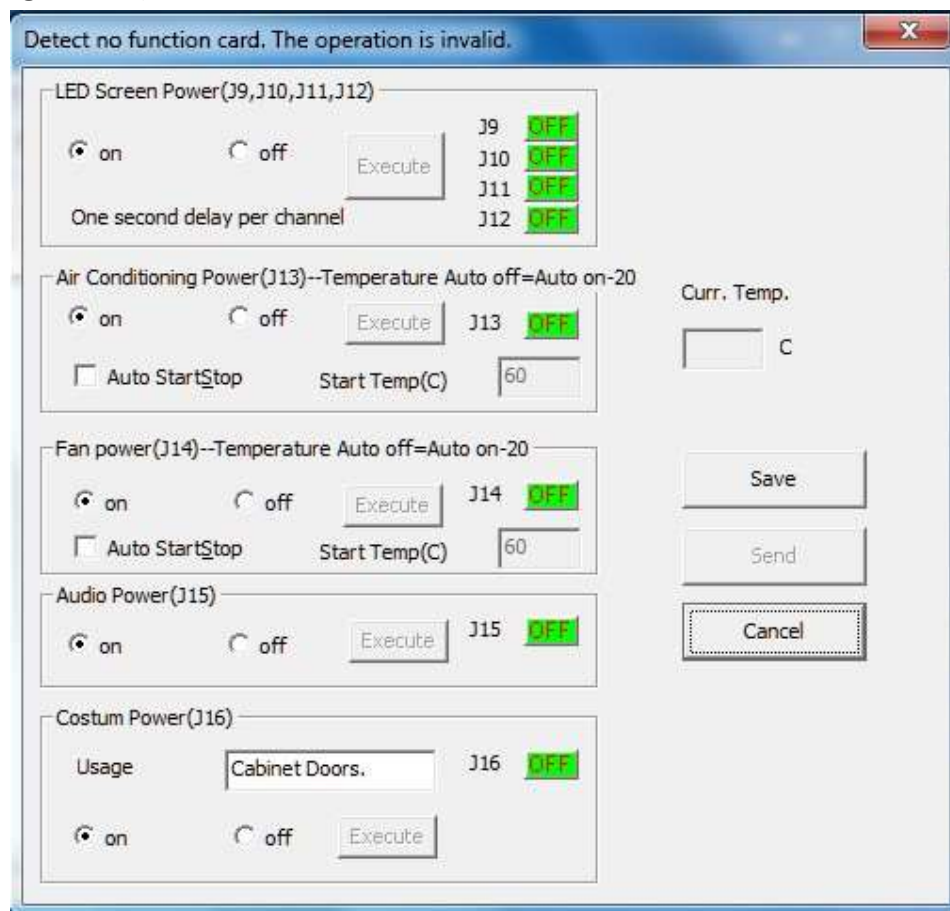 Detect no function card. The operation is invalid.
LED Screen Power(J9,J10,J11,J12)
on off Execute
J9 OFF
J10 OFF
J11 OFF
J12 OFF
One second delay per channel
Air Conditioning Power(J13)--Temperature Auto off=Auto on-20
on off Execute J13 OFF
Auto StartStop Start Temp(C) 60
Curr. Temp.
C
Fan power(J14)--Temperature Auto off=Auto on-20
on off Execute J14 OFF
Auto StartStop Start Temp(C) 60
Save
Send
Cancel
Audio Power(J15)
on off Execute J15 OFF
Costum Power(J16)
Usage Cabinet Doors. J16 OFF
on off Execute